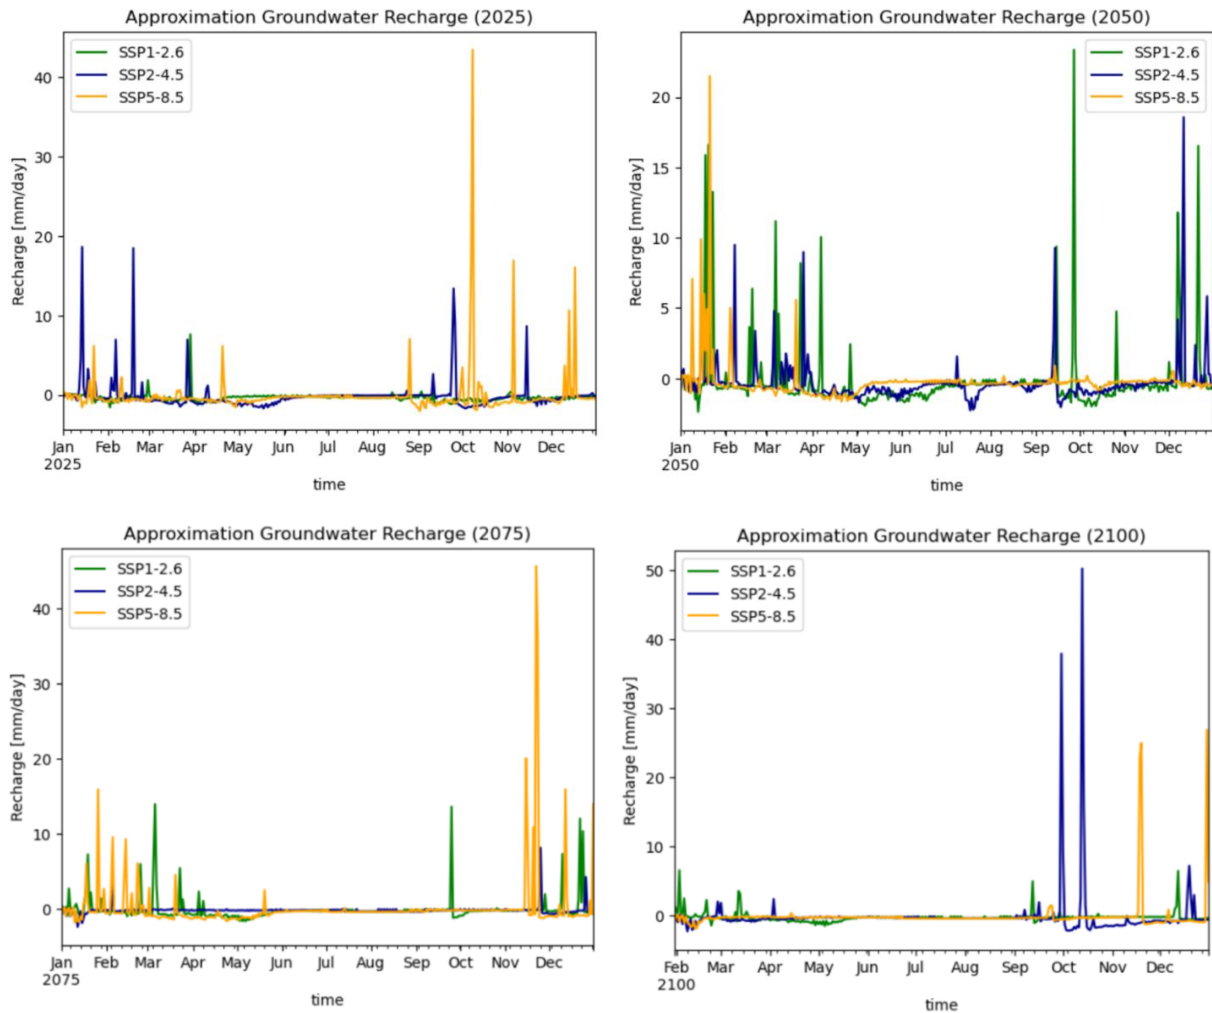 Approximation Groundwater Recharge (2025)
SSP1-2.6
SSP2-4.5
SSP5-8.5
Recharge [mm/day]
40
30
20
10
0
Jan Feb Mar Apr May Jun Jul Aug Sep Oct Nov Dec
2025
time
Approximation Groundwater Recharge (2050)
SSP1-2.6
SSP2-4.5
SSP5-8.5
Recharge [mm/day]
20
15
10
5
0
Jan Feb Mar Apr May Jun Jul Aug Sep Oct Nov Dec
2050
time
Approximation Groundwater Recharge (2075)
SSP1-2.6
SSP2-4.5
SSP5-8.5
Recharge [mm/day]
40
30
20
10
0
Jan Feb Mar Apr May Jun Jul Aug Sep Oct Nov Dec
2075
time
Approximation Groundwater Recharge (2100)
SSP1-2.6
SSP2-4.5
SSP5-8.5
Recharge [mm/day]
50
40
30
20
10
0
Feb Mar Apr May Jun Jul Aug Sep Oct Nov Dec
2100
time